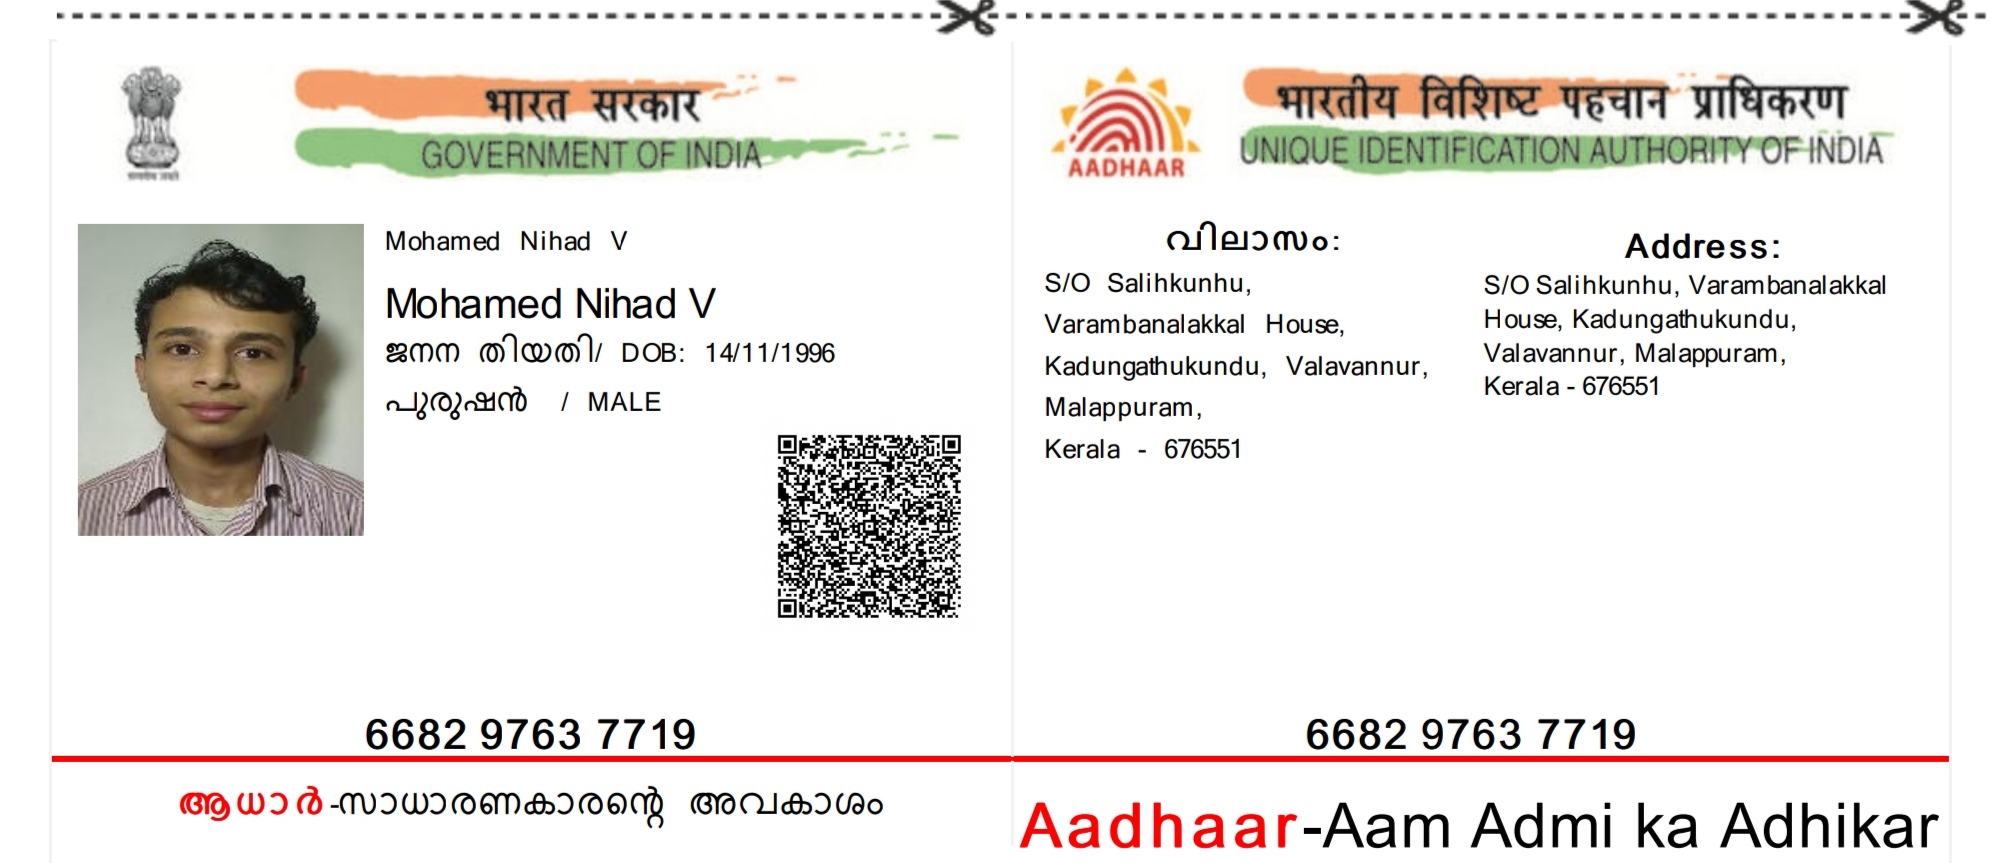 भारत सरकार
GOVERNMENT OF INDIA
Mohamed Nihad V
Mohamed Nihad V
ജനന തിയതി/ DOB: 14/11/1996
പുരുഷൻ / MALE
6682 9763 7719
ആധാർ-സാധാരണകാരന്റെ അവകാശം
भारतीय विशिष्ट पहचान प्राधिकरण
UNIQUE IDENTIFICATION AUTHORITY OF INDIA
AADHAAR
വിലാസം:
S/O Salihkunhu,
Varambanalakkal House,
Kadungathukundu, Valavannur,
Malappuram,
Kerala - 676551
Address:
S/O Salihkunhu, Varambanalakkal
House, Kadungathukundu,
Valavannur, Malappuram,
Kerala - 676551
6682 9763 7719
Aadhaar-Aam Admi ka Adhikar